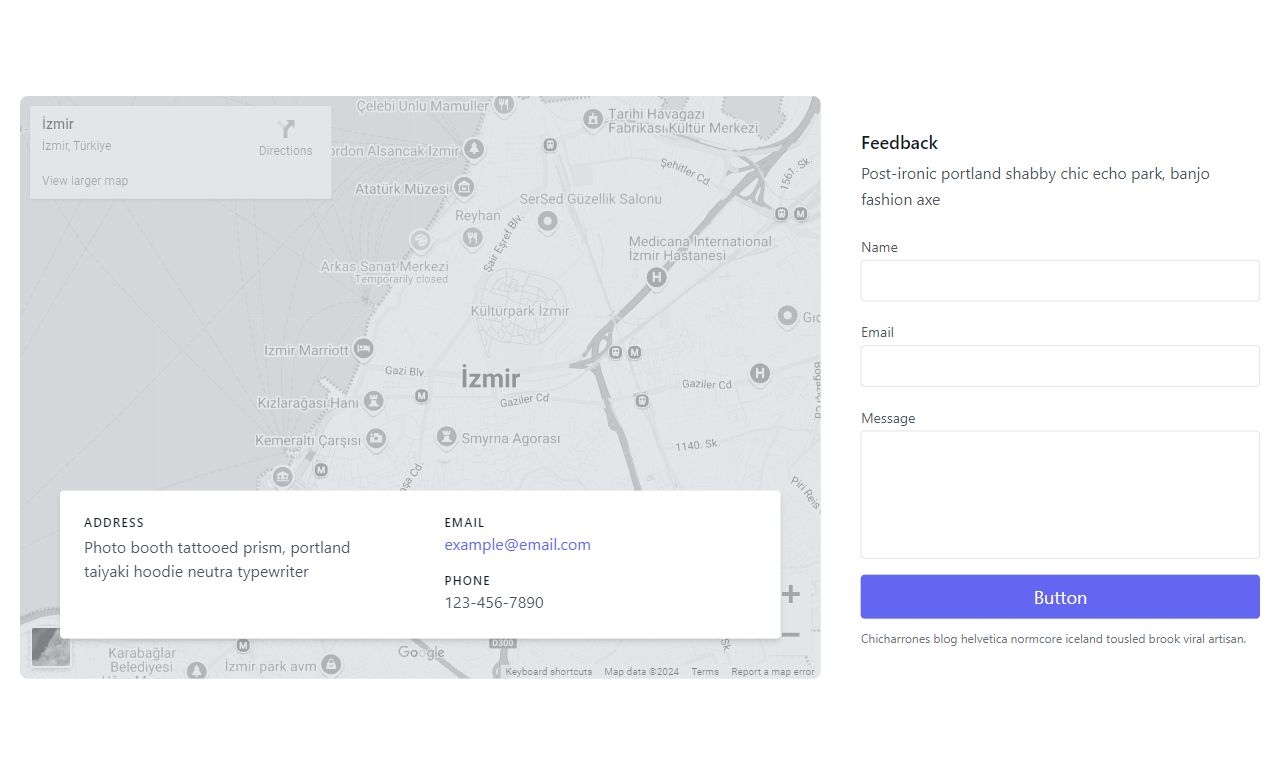 İzmir
İzmir, Türkiye
Directions
View larger map
Çelebi Unlu Mamuller
Tarihi Havagazı
Fabrikası Kültür Merkezi
ordon Alsancak İzmir
Şehitler Cd.
1567. Sk.
Atatürk Müzesi
SerSed Güzellik Salonu
Reyhan
Şair Eşref Blv.
Medicana International
İzmir Hastanesi
Arkas Sanat Merkezi
Temporarily closed
Kültürpark İzmir
Izmir Marriott
Gazi Blv.
İzmir
Gaziler Cd
Gaziler Cd
Kızlarağası Hanı
Kemeraltı Çarşısı
Smyrna Agorası
1140. Sk.
Piri Reis
ADDRESS
Photo booth tattooed prism, portland
taiyaki hoodie neutra typewriter
EMAIL
example@email.com
PHONE
123-456-7890
Karabağlar
Belediyesi
İzmir park avm
Google
D300
Keyboard shortcuts
Map data ©2024
Terms
Report a map error
Feedback
Post-ironic portland shabby chic echo park, banjo
fashion axe
Name
Email
Message
Button
Chicharrones blog helvetica normcore iceland tousled brook viral artisan.